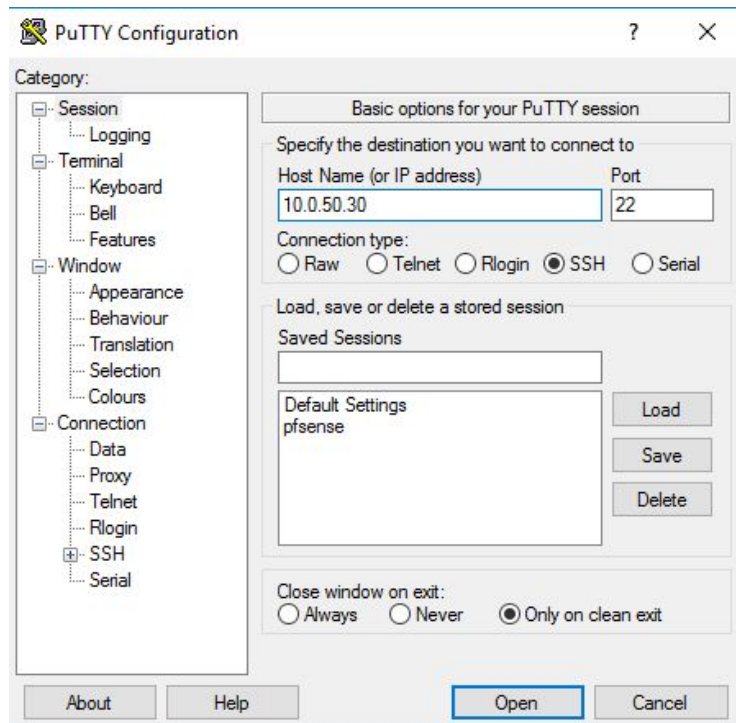 PuTTY Configuration
?
Category:
Session
Logging
Terminal
Keyboard
Bell
Features
Window
Appearance
Behaviour
Translation
Selection
Colours
Connection
Data
Proxy
Telnet
Rlogin
SSH
Serial
Basic options for your PuTTY session
Specify the destination you want to connect to
Host Name (or IP address) Port
10.0.50.30 22
Connection type:
Raw Telnet Rlogin SSH Serial
Load, save or delete a stored session
Saved Sessions
Default Settings
pfsense
Load
Save
Delete
Close window on exit:
Always Never Only on clean exit
About Help Open Cancel